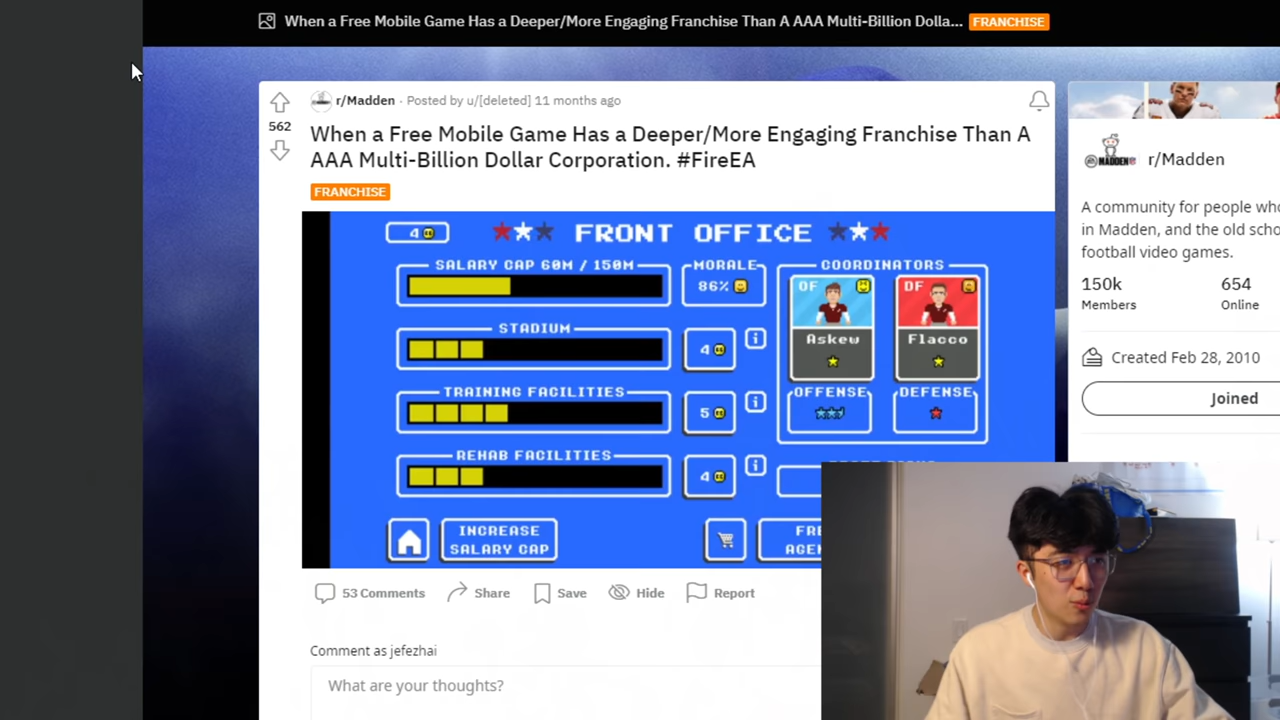 When a Free Mobile Game Has a Deeper/More Engaging Franchise Than A AAA Multi-Billion Dolla... FRANCHISE
r/Madden · Posted by u/[deleted] 11 months ago
562
When a Free Mobile Game Has a Deeper/More Engaging Franchise Than A
AAA Multi-Billion Dollar Corporation. #FireEA
FRANCHISE
4 FRONT OFFICE
SALARY CAP 60M / 150M
MORALE
86%
COORDINATORS
OF DF
Askew Flacco
STADIUM
4 i
TRAINING FACILITIES
5 i
OFFENSE DEFENSE
REHAB FACILITIES
4 i
INCREASE
SALARY CAP
53 Comments Share Save Hide Report
Comment as jefezhai
What are your thoughts?
r/Madden
A community for people who
in Madden, and the old scho
football video games.
150k 654
Members Online
Created Feb 28, 2010
Joined